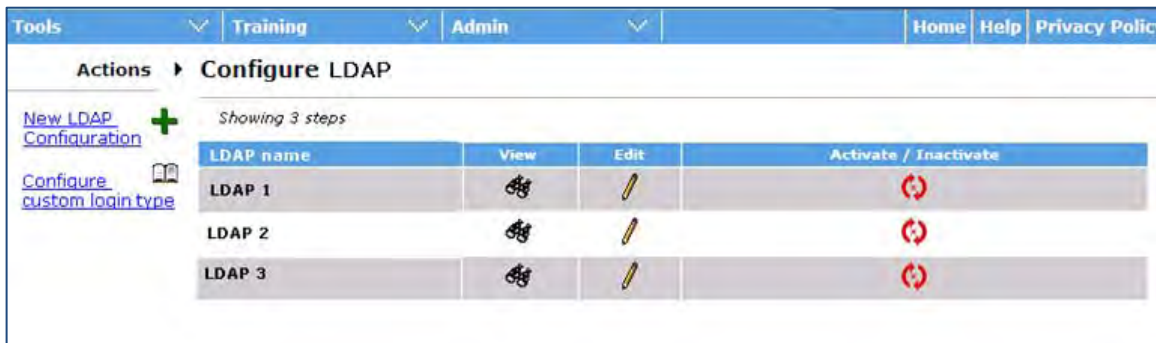 Tools Training Admin Home Help Privacy Polic
Actions Configure LDAP
New LDAP
Configuration
Configure
custom login type
Showing 3 steps
LDAP name View Edit Activate / Inactivate
LDAP 1
LDAP 2
LDAP 3